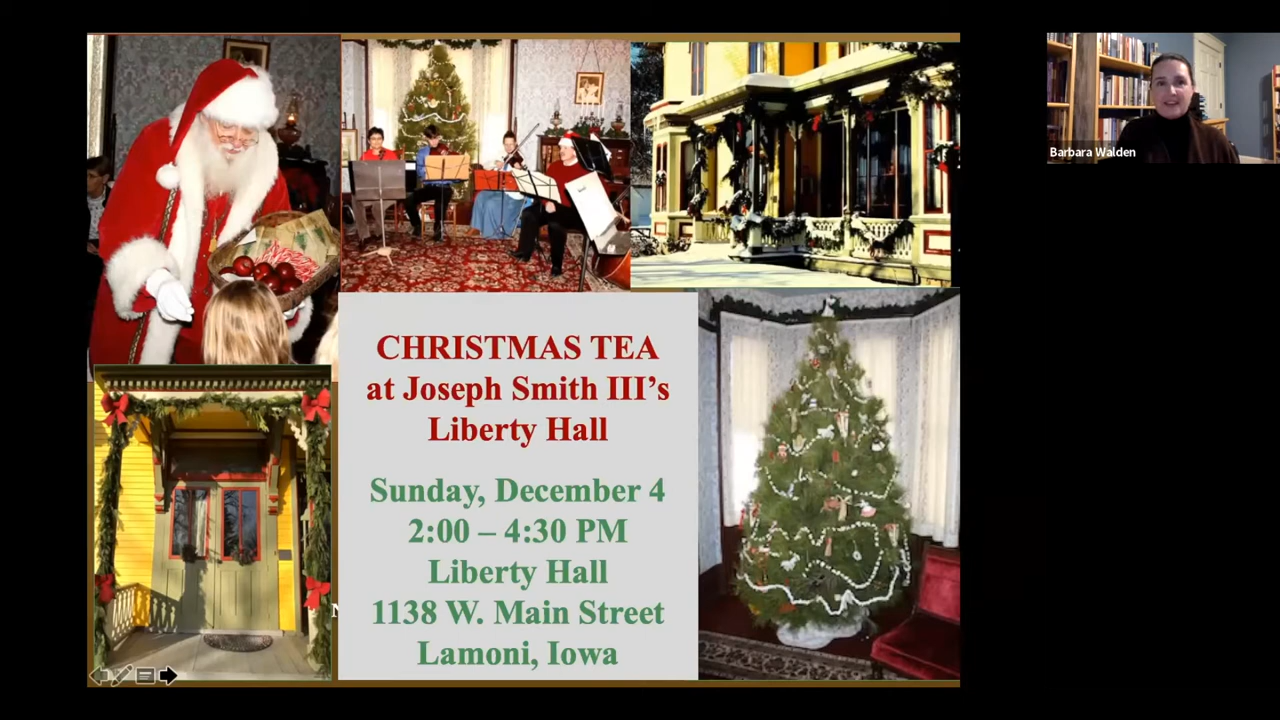 Barbara Walden
CHRISTMAS TEA
at Joseph Smith III's
Liberty Hall
Sunday, December 4
2:00 – 4:30 PM
Liberty Hall
1138 W. Main Street
Lamoni, Iowa